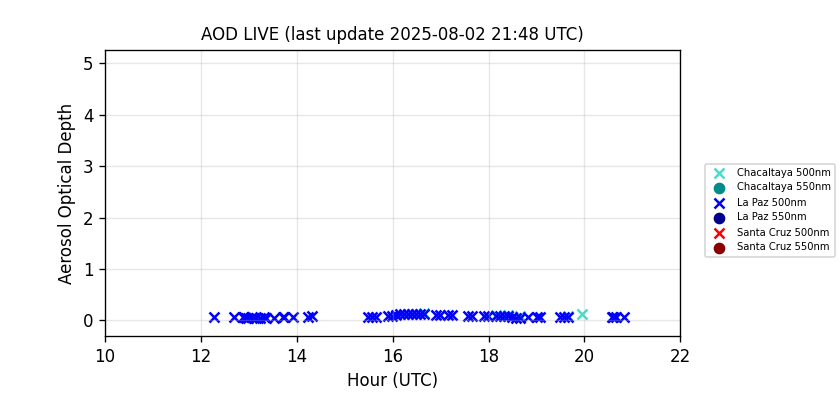 AOD LIVE (last update 2025-08-02 21:48 UTC)
Aerosol Optical Depth
5
4
3
2
1
0
10 12 14 16 18 20 22
Hour (UTC)
Chacaltaya 500nm
Chacaltaya 550nm
La Paz 500nm
La Paz 550nm
Santa Cruz 500nm
Santa Cruz 550nm